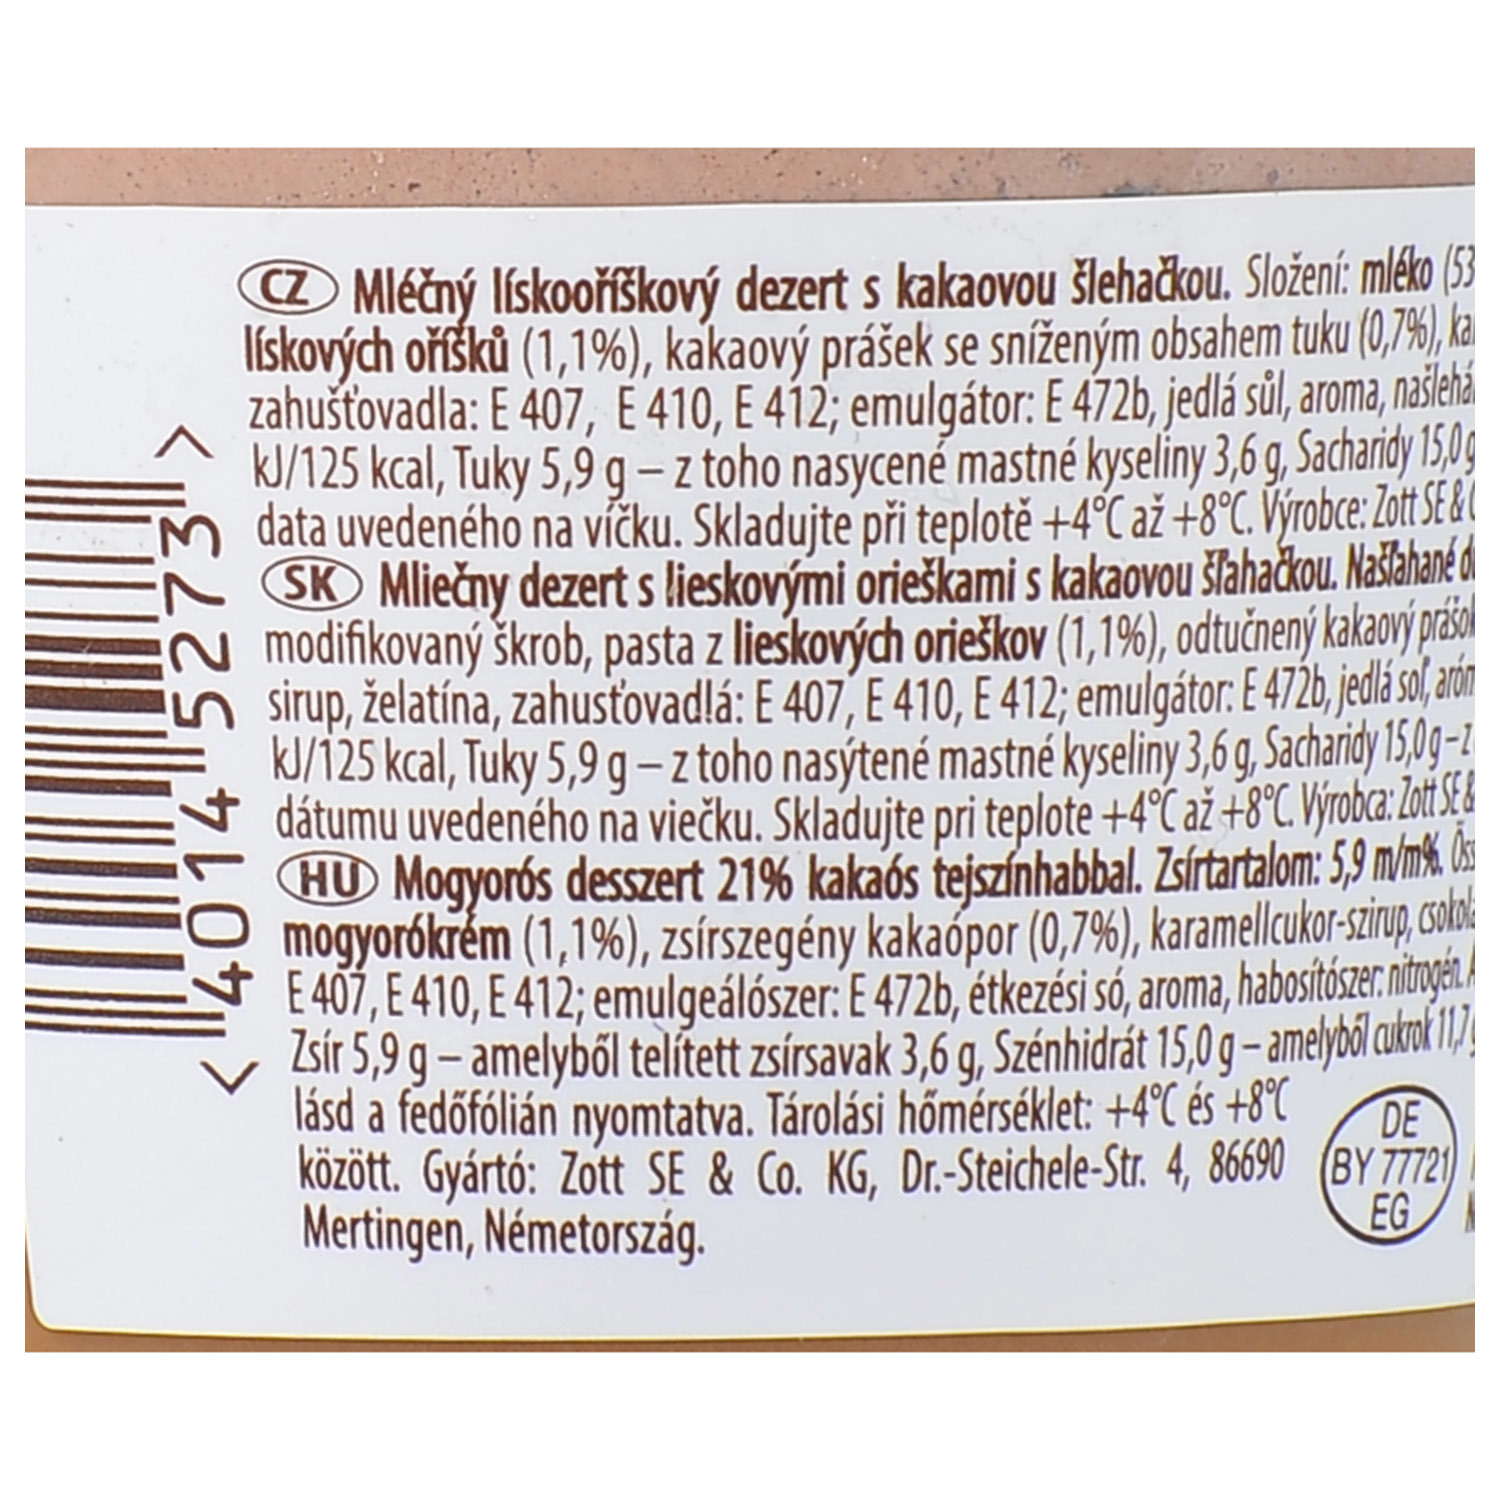 CZ Mléčný lískooříškový dezert s kakaovou šlehačkou. Složení: mléko (53
lískových oříšků (1,1%), kakaový prášek se sníženým obsahem tuku (0,7%),
zahušťovadla: E 407, E 410, E 412; emulgátor: E 472b, jedlá sůl, aroma,
kJ/125 kcal, Tuky 5,9 g – z toho nasycené mastné kyseliny 3,6 g, Sacharidy 15,0 g
data uvedeného na víčku. Skladujte při teplotě +4°C až +8°C. Výrobce: Zott SE &
SK Mliečny dezert s lieskovými orieškami s kakaovou šľahačkou. Našľahané
modifikovaný škrob, pasta z lieskových orieškov (1,1%), odtučnený kakaový
sirup, želatína, zahusťovadlá: E 407, E 410, E 412; emulgátor: E 472b, jedlá soľ,
kJ/125 kcal, Tuky 5,9 g – z toho nasýtené mastné kyseliny 3,6 g, Sacharidy 15,0 g – z
dátumu uvedeného na viečku. Skladujte pri teplote +4°C až +8°C. Výrobca: Zott SE &
HU Mogyorós desszert 21% kakaós tejszínhabbal. Zsírtartalom: 5,9 m/m%.
mogyorókrém (1,1%), zsírszegény kakaópor (0,7%), karamellcukor-szirup,
E 407, E 410, E 412; emulgeálószer: E 472b, étkezési só, aroma, habosítószer: nitrogén.
Zsír 5,9 g – amelyből telített zsírsavak 3,6 g, Szénhidrát 15,0 g – amelyből cukrok 11,7
lásd a fedőfólián nyomtatva. Tárolási hőmérséklet: +4°C és +8°C
között. Gyártó: Zott SE & Co. KG, Dr.-Steichele-Str. 4, 86690
Mertingen, Németország.
DE
BY 77721
EG
< 4014 5273 >